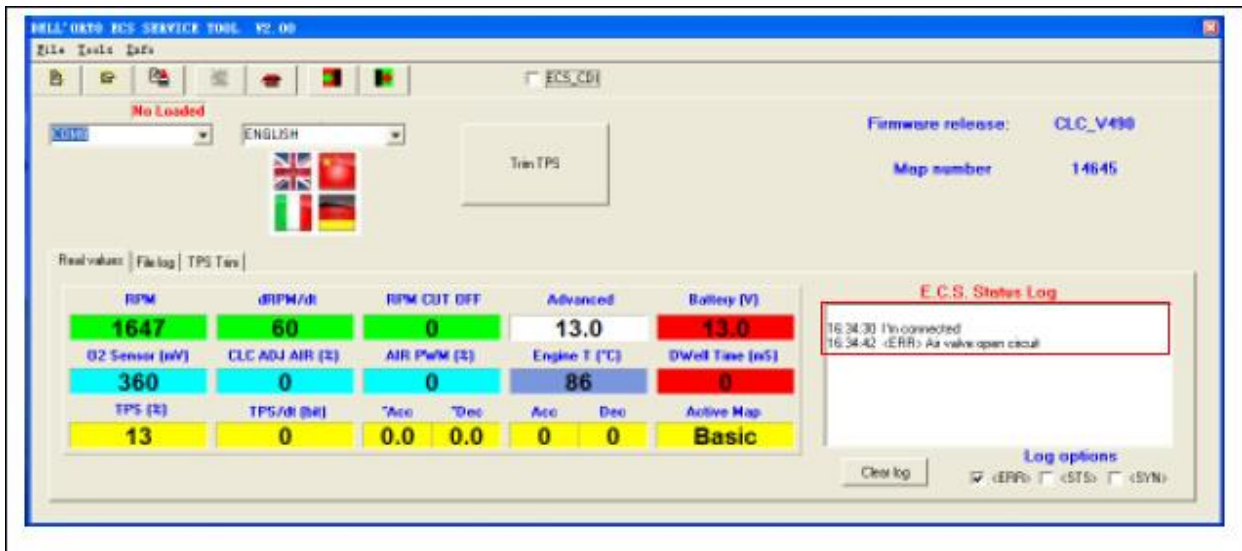 DELL'ORTO ECS SERVICE TOOL V2.00
File Tools Info
ECS_CDI
No Loaded
ENGLISH
Trim TPS
Firmware release: CLC_V490
Map number 14645
Real values File log TPS Trim
RPM dRPM/dt RPM CUT OFF Advanced Battery (V)
1647 60 0 13.0 13.0
O2 Sensor (mV) CLC ADJ AIR (%) AIR PWM (%) Engine T (°C) DWell Time (mS)
360 0 0 86 0
TPS (%) TPS/dt (bit) °Acc °Dec Acc Dec Active Map
13 0 0.0 0.0 0 0 Basic
E.C.S. Status Log
16:34:30 I'm connected
16:34:42 <ERR> Air valve open circuit
Clear log
Log options
<ERR> <STS> <SYN>